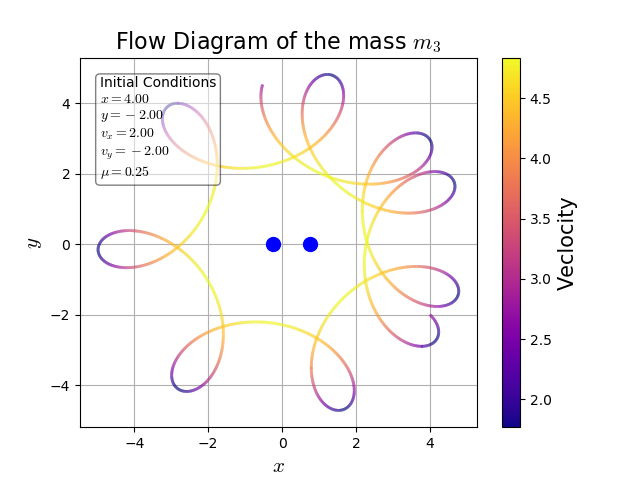 Flow Diagram of the mass $m_3$
Initial Conditions
$x = 4.00$
$y = -2.00$
$v_x = 2.00$
$v_y = -2.00$
$\mu = 0.25$
4
2
0
−2
−4
y
−4
−2
0
2
4
x
4.5
4.0
3.5
3.0
2.5
2.0
Veclocity